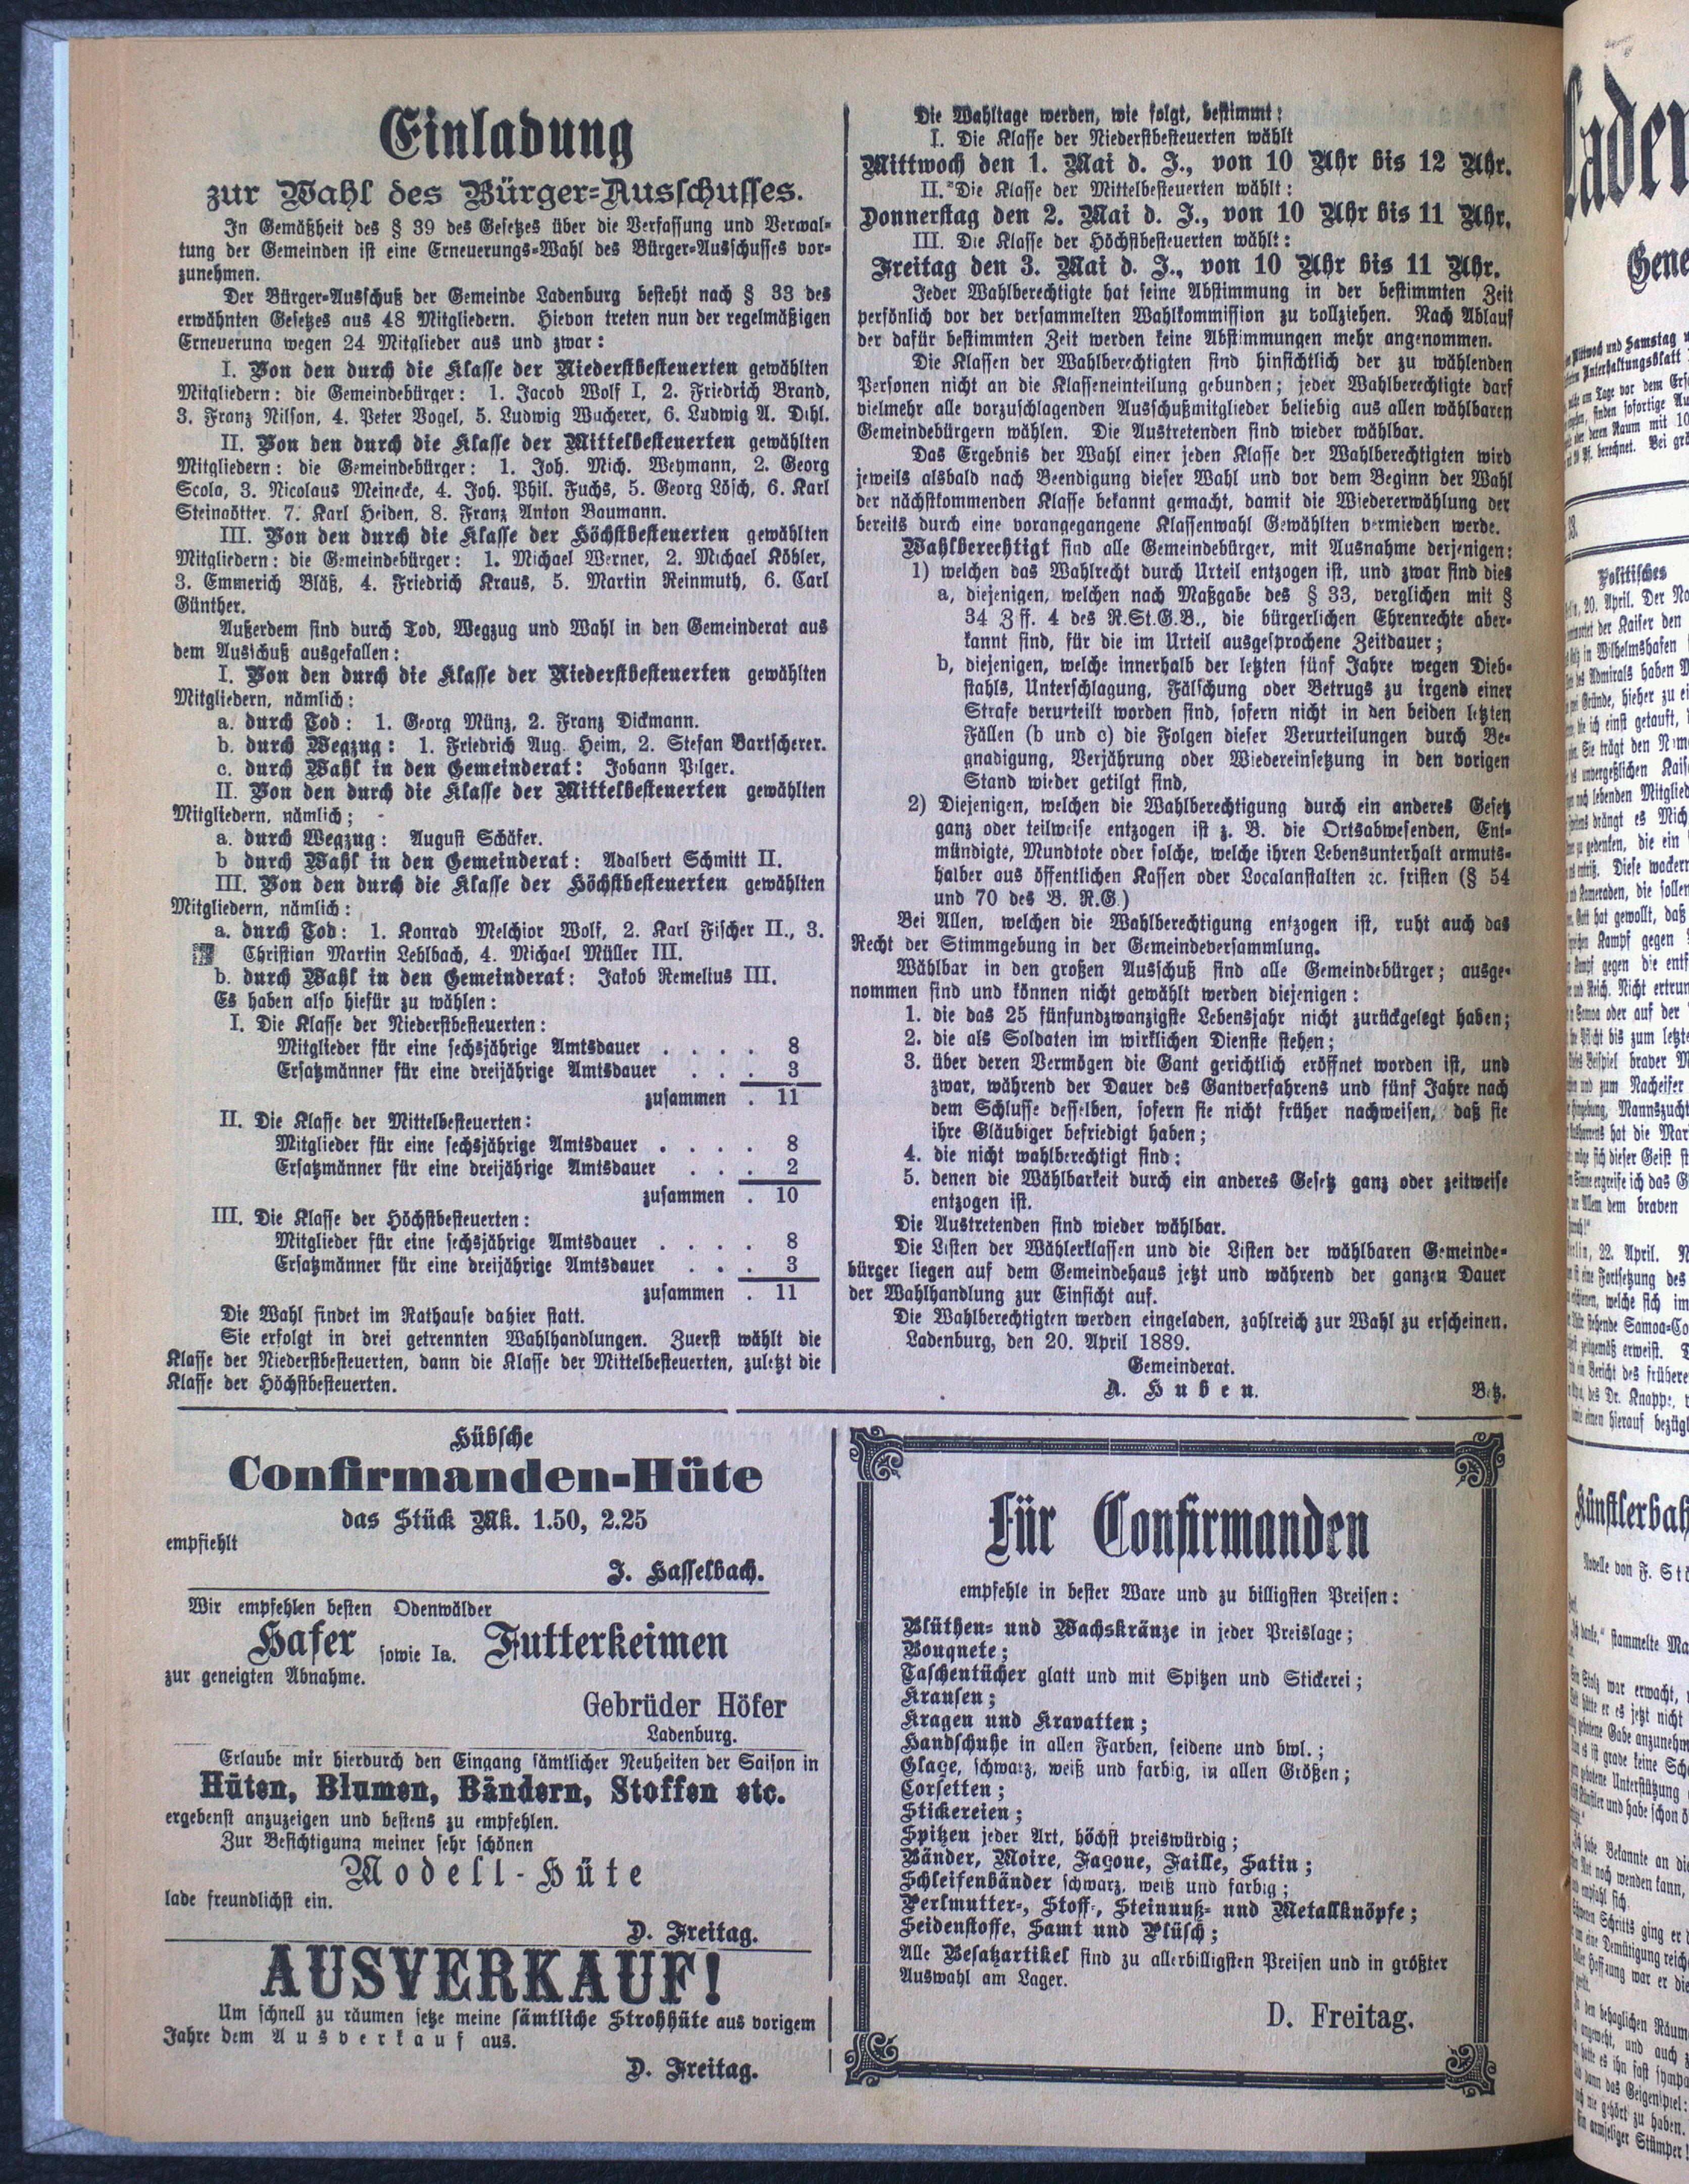 Einladung
zur Wahl des Bürger-Ausschusses.
In Gemäßheit des § 39 des Gesetzes über die Verfassung und Verwal-
tung der Gemeinden ist eine Erneuerungs-Wahl des Bürger-Ausschusses vor-
zunehmen.
Der Bürger-Ausschuß der Gemeinde Ladenburg besteht nach § 33 des
erwähnten Gesetzes aus 48 Mitgliedern. Hievon treten nun der regelmäßigen
Erneuerung wegen 24 Mitglieder aus und zwar:
I. Von den durch die Klasse der Niederstbesteuerten gewählten
Mitgliedern: die Gemeindebürger: 1. Jacob Wolf I, 2. Friedrich Brand,
3. Franz Nilson, 4. Peter Vogel, 5. Ludwig Wucherer, 6. Ludwig A. Dihl.
II. Von den durch die Klasse der Mittelbesteuerten gewählten
Mitgliedern: die Gemeindebürger: 1. Joh. Mich. Weymann, 2. Georg
Scola, 3. Nicolaus Meinecke, 4. Joh. Phil. Fuchs, 5. Georg Lösch, 6. Karl
Steingötter 7. Karl Heiden, 8. Franz Anton Baumann.
III. Von den durch die Klasse der Höchstbesteuerten gewählten
Mitgliedern: die Gemeindebürger: 1. Michael Werner, 2. Michael Köbler,
3. Emmerich Bläß, 4. Friedrich Kraus, 5. Martin Reinmuth, 6. Carl
Günther.
Außerdem sind durch Tod, Wegzug und Wahl in den Gemeinderat aus
dem Ausschuß ausgefallen:
I. Von den durch die Klasse der Niederstbesteuerten gewählten
Mitgliedern, nämlich:
a. durch Tod: 1. Georg Münz, 2. Franz Dickmann.
b. durch Wegzug: 1. Friedrich Aug. Heim, 2. Stefan Bartscherer.
c. durch Wahl in den Gemeinderat: Johann Pilger.
II. Von den durch die Klasse der Mittelbesteuerten gewählten
Mitgliedern, nämlich;
a. durch Wegzug: August Schäfer.
b durch Wahl in den Gemeinderat: Adalbert Schmitt II.
III. Von den durch die Klasse der Höchstbesteuerten gewählten
Mitgliedern, nämlich:
a. durch Tod: 1. Konrad Melchior Wolf, 2. Karl Fischer II., 3.
Christian Martin Lehlbach, 4. Michael Müller III.
b. durch Wahl in den Gemeinderat: Jakob Remelius III.
Es haben also hiefür zu wählen:
I. Die Klasse der Niederstbesteuerten:
Mitglieder für eine sechsjährige Amtsdauer . . . . 8
Ersatzmänner für eine dreijährige Amtsdauer . . . 3
zusammen . 11
II. Die Klasse der Mittelbesteuerten:
Mitglieder für eine sechsjährige Amtsdauer . . . . 8
Ersatzmänner für eine dreijährige Amtsdauer . . . 2
zusammen . 10
III. Die Klasse der Höchstbesteuerten:
Mitglieder für eine sechsjährige Amtsdauer . . . . 8
Ersatzmänner für eine dreijährige Amtsdauer . . . 3
zusammen . 11
Die Wahl findet im Rathause dahier statt.
Sie erfolgt in drei getrennten Wahlhandlungen. Zuerst wählt die
Klasse der Niederstbesteuerten, dann die Klasse der Mittelbesteuerten, zuletzt die
Klasse der Höchstbesteuerten.
Die Wahltage werden, wie folgt, bestimmt:
I. Die Klasse der Niederstbesteuerten wählt
Mittwoch den 1. Mai d. J., von 10 Uhr bis 12 Uhr.
II. Die Klasse der Mittelbesteuerten wählt:
Donnerstag den 2. Mai d. J., von 10 Uhr bis 11 Uhr.
III. Die Klasse der Höchstbesteuerten wählt:
Freitag den 3. Mai d. J., von 10 Uhr bis 11 Uhr.
Jeder Wahlberechtigte hat seine Abstimmung in der bestimmten Zeit
persönlich vor der versammelten Wahlkommission zu vollziehen. Nach Ablauf
der dafür bestimmten Zeit werden keine Abstimmungen mehr angenommen.
Die Klassen der Wahlberechtigten sind hinsichtlich der zu wählenden
Personen nicht an die Klasseneinteilung gebunden; jeder Wahlberechtigte darf
vielmehr alle vorzuschlagenden Ausschußmitglieder beliebig aus allen wählbaren
Gemeindebürgern wählen. Die Austretenden sind wieder wählbar.
Das Ergebnis der Wahl einer jeden Klasse der Wahlberechtigten wird
jeweils alsbald nach Beendigung dieser Wahl und vor dem Beginn der Wahl
der nächstkommenden Klasse bekannt gemacht, damit die Wiedererwählung der
bereits durch eine vorangegangene Klassenwahl Gewählten vermieden werde.
Wahlberechtigt sind alle Gemeindebürger, mit Ausnahme derjenigen:
1) welchen das Wahlrecht durch Urteil entzogen ist, und zwar sind dies
a, diejenigen, welchen nach Maßgabe des § 33, verglichen mit §
34 Ziff. 4 des R.St.G.B., die bürgerlichen Ehrenrechte aber-
kannt sind, für die im Urteil ausgesprochene Zeitdauer;
b, diejenigen, welche innerhalb der letzten fünf Jahre wegen Dieb-
stahls, Unterschlagung, Fälschung oder Betrugs zu irgend einer
Strafe verurteilt worden sind, sofern nicht in den beiden letzten
Fällen (b und c) die Folgen dieser Verurteilungen durch Be-
gnadigung, Verjährung oder Wiedereinsetzung in den vorigen
Stand wieder getilgt sind,
2) Diejenigen, welchen die Wahlberechtigung durch ein anderes Gesetz
ganz oder teilweise entzogen ist z. B. die Ortsabwesenden, Ent-
mündigte, Mundtote oder solche, welche ihren Lebensunterhalt armuts-
halber aus öffentlichen Kassen oder Localanstalten ꝛc. fristen (§ 54
und 70 des B. R.G.)
Bei Allen, welchen die Wahlberechtigung entzogen ist, ruht auch das
Recht der Stimmgebung in der Gemeindeversammlung.
Wählbar in den großen Ausschuß sind alle Gemeindebürger; ausge-
nommen sind und können nicht gewählt werden diejenigen:
1. die das 25 fünfundzwanzigste Lebensjahr nicht zurückgelegt haben;
2. die als Soldaten im wirklichen Dienste stehen;
3. über deren Vermögen die Gant gerichtlich eröffnet worden ist, und
zwar, während der Dauer des Gantverfahrens und fünf Jahre nach
dem Schlusse desselben, sofern sie nicht früher nachweisen, daß sie
ihre Gläubiger befriedigt haben;
4. die nicht wahlberechtigt sind:
5. denen die Wählbarkeit durch ein anderes Gesetz ganz oder zeitweise
entzogen ist.
Die Austretenden sind wieder wählbar.
Die Listen der Wählerklassen und die Listen der wählbaren Gemeinde-
bürger liegen auf dem Gemeindehaus jetzt und während der ganzen Dauer
der Wahlhandlung zur Einsicht auf.
Die Wahlberechtigten werden eingeladen, zahlreich zur Wahl zu erscheinen.
Ladenburg, den 20. April 1889.
Gemeinderat.
A. Huben. Betz.
Hübsche
Confirmanden-Hüte
das Stück Mk. 1.50, 2.25
empfiehlt
J. Hasselbach.
Wir empfehlen besten Odenwälder
Hafer sowie Ia. Futterkeimen
zur geneigten Abnahme.
Gebrüder Höfer
Ladenburg.
Erlaube mir hierdurch den Eingang sämtlicher Neuheiten der Saison in
Hüten, Blumen, Bändern, Stoffen etc.
ergebenst anzuzeigen und bestens zu empfehlen.
Zur Besichtigung meiner sehr schönen
Modell-Hüte
lade freundlichst ein.
D. Freitag.
AUSVERKAUF!
Um schnell zu räumen setze meine sämtliche Strohhüte aus vorigem
Jahre dem Ausverkauf aus.
D. Freitag.
Für Confirmanden
empfehle in bester Ware und zu billigsten Preisen:
Blüthen- und Wachskränze in jeder Preislage;
Bouquete;
Taschentücher glatt und mit Spitzen und Stickerei;
Krausen;
Kragen und Kravatten;
Handschuhe in allen Farben, seidene und bwl.;
Glage, schwarz, weiß und farbig, in allen Größen;
Corsetten;
Stickereien;
Spitzen jeder Art, höchst preiswürdig;
Bänder, Moire, Façone, Faille, Satin;
Schleifenbänder schwarz, weiß und farbig;
Perlmutter-, Stoff-, Steinnuß- und Metallknöpfe;
Seidenstoffe, Samt und Plüsch;
Alle Besatzartikel sind zu allerbilligsten Preisen und in größter
Auswahl am Lager.
D. Freitag.